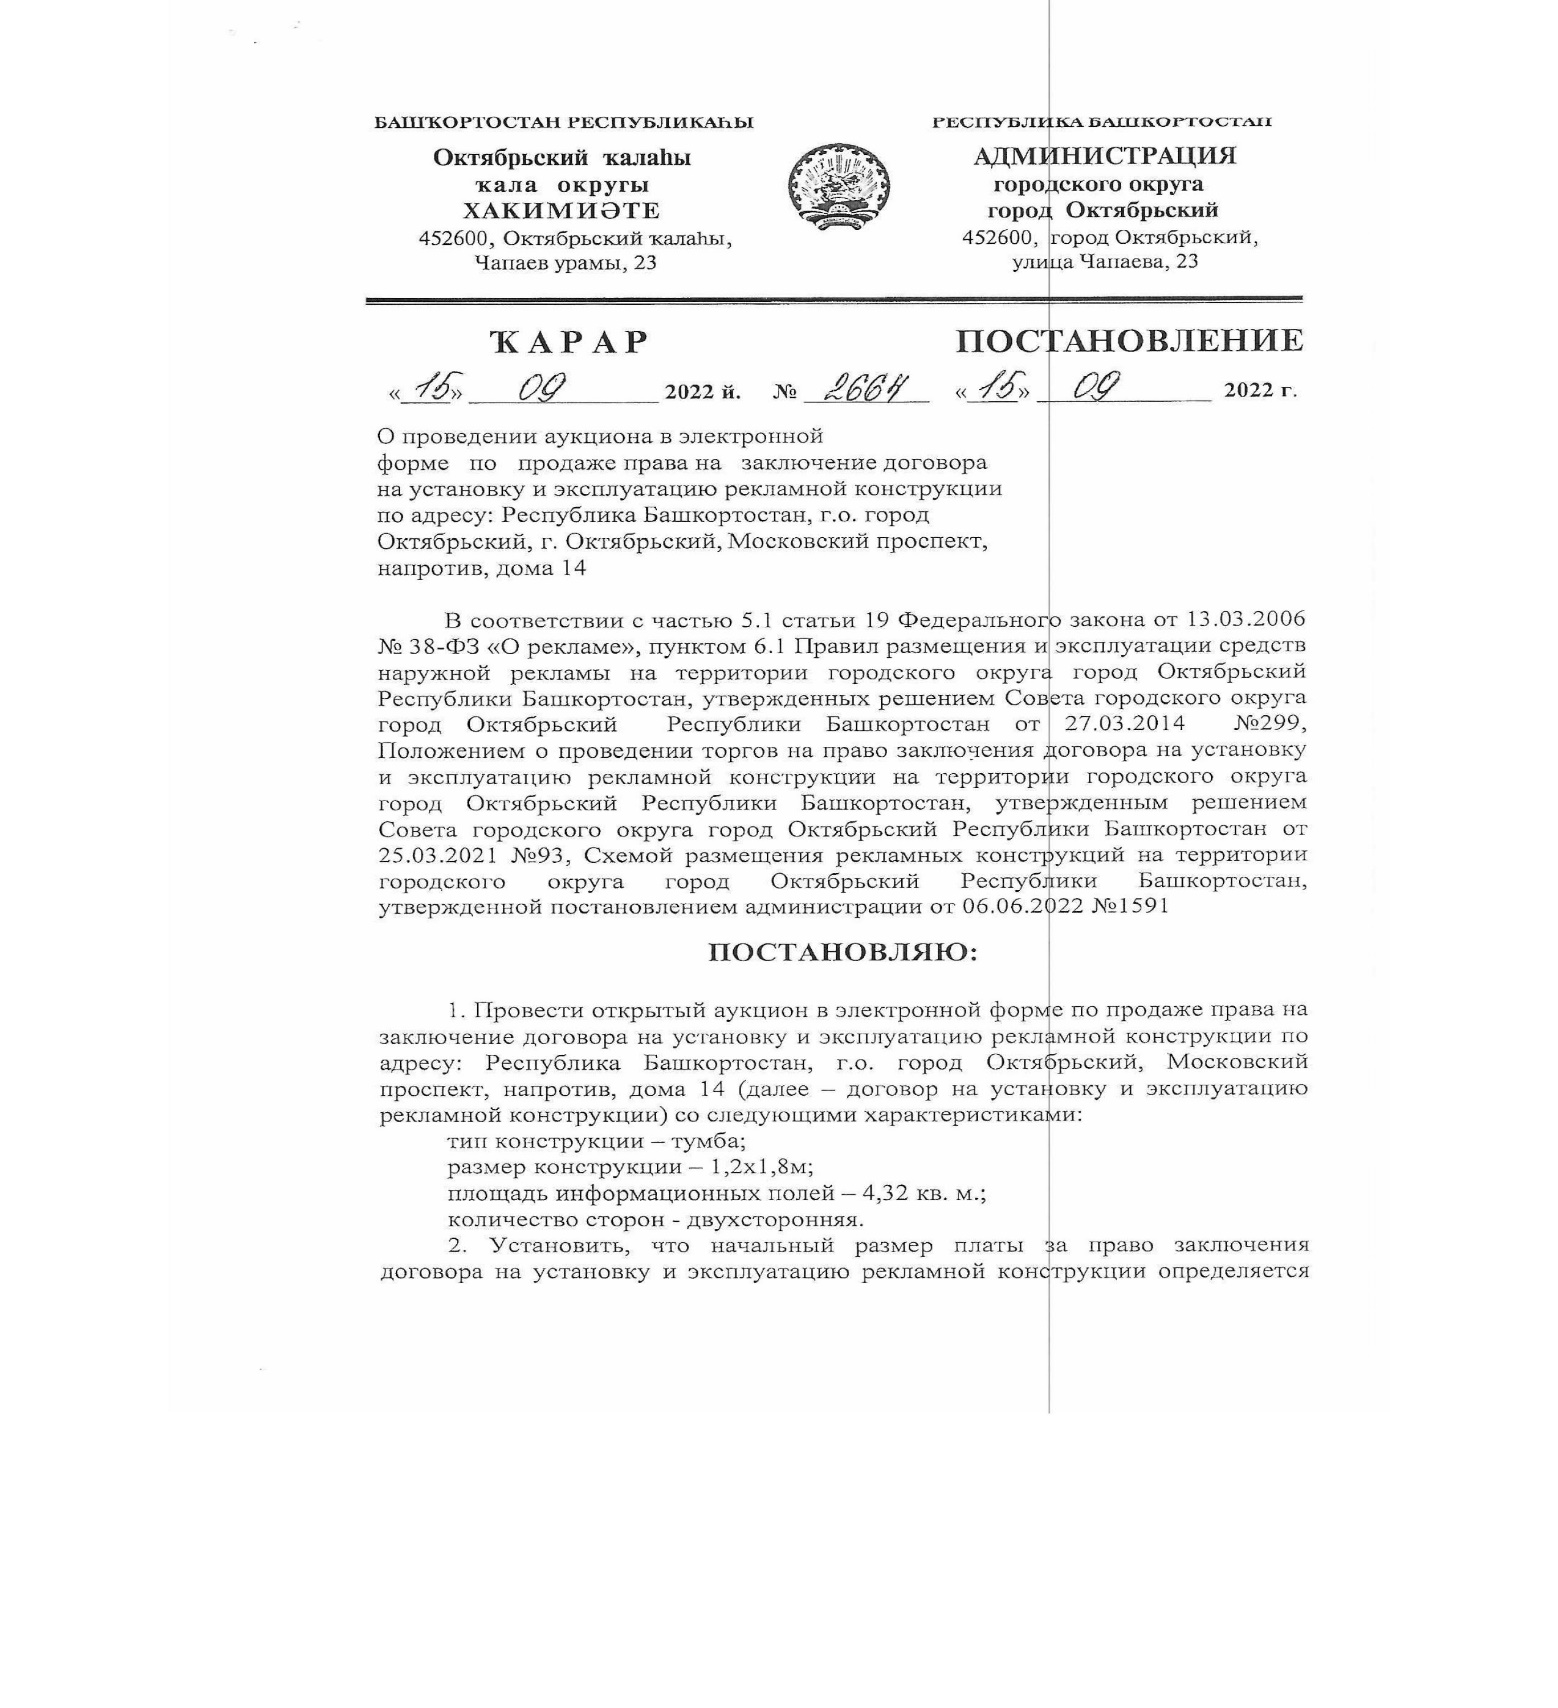 БАШҠОРТОСТАН РЕСПУБЛИКАҺЫ
Октябрьский ҡалаһы
ҡала округы
ХАКИМИӘТЕ
452600, Октябрьский ҡалаһы,
Чапаев урамы, 23
РЕСПУБЛИКА БАШКОРТОСТАН
АДМИНИСТРАЦИЯ
городского округа
город Октябрьский
452600, город Октябрьский,
улица Чапаева, 23
ҠАРАР
ПОСТАНОВЛЕНИЕ
«15» 09 2022 й. № 2664 «15» 09 2022 г.
О проведении аукциона в электронной
форме по продаже права на заключение договора
на установку и эксплуатацию рекламной конструкции
по адресу: Республика Башкортостан, г.о. город
Октябрьский, г. Октябрьский, Московский проспект,
напротив, дома 14
В соответствии с частью 5.1 статьи 19 Федерального закона от 13.03.2006
№ 38-ФЗ «О рекламе», пунктом 6.1 Правил размещения и эксплуатации средств
наружной рекламы на территории городского округа город Октябрьский
Республики Башкортостан, утвержденных решением Совета городского округа
город Октябрьский Республики Башкортостан от 27.03.2014 №299,
Положением о проведении торгов на право заключения договора на установку
и эксплуатацию рекламной конструкции на территории городского округа
город Октябрьский Республики Башкортостан, утвержденным решением
Совета городского округа город Октябрьский Республики Башкортостан от
25.03.2021 №93, Схемой размещения рекламных конструкций на территории
городского округа город Октябрьский Республики Башкортостан,
утвержденной постановлением администрации от 06.06.2022 №1591
ПОСТАНОВЛЯЮ:
1. Провести открытый аукцион в электронной форме по продаже права на
заключение договора на установку и эксплуатацию рекламной конструкции по
адресу: Республика Башкортостан, г.о. город Октябрьский, Московский
проспект, напротив, дома 14 (далее – договор на установку и эксплуатацию
рекламной конструкции) со следующими характеристиками:
тип конструкции – тумба;
размер конструкции – 1,2х1,8м;
площадь информационных полей – 4,32 кв. м.;
количество сторон - двухсторонняя.
2. Установить, что начальный размер платы за право заключения
договора на установку и эксплуатацию рекламной конструкции определяется